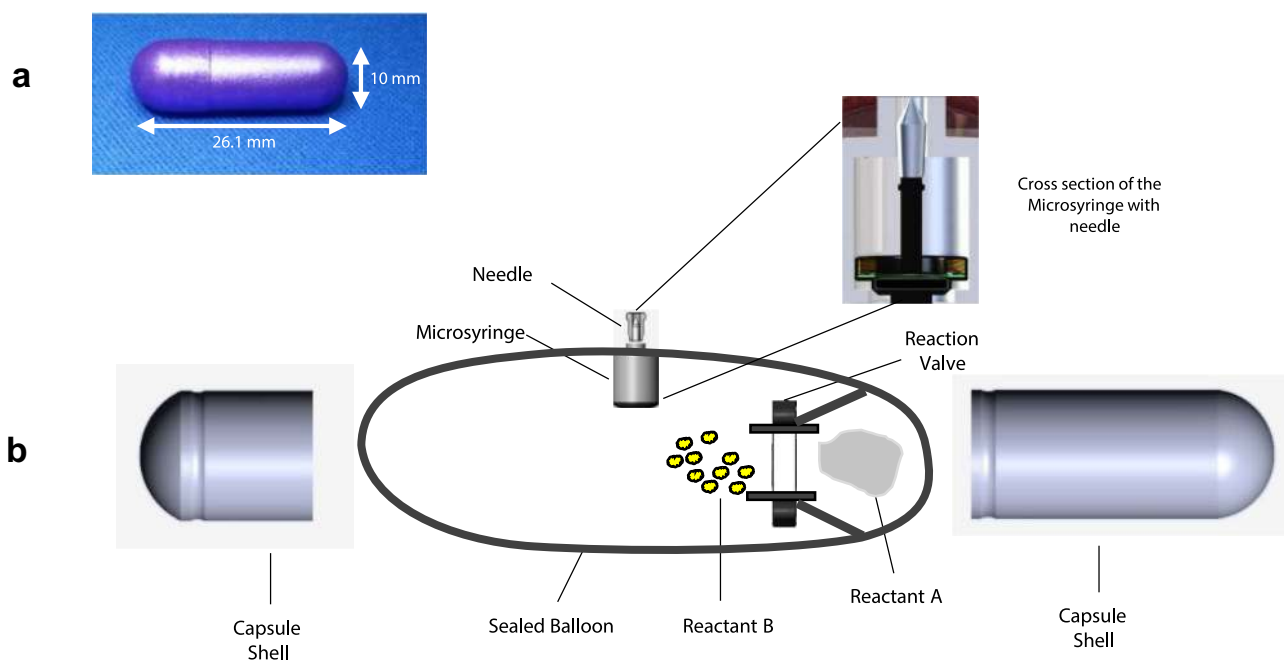 a
10 mm
26.1 mm
Cross section of the
Microsyringe with
needle
Needle
Microsyringe
Reaction
Valve
b
Reactant A
Sealed Balloon
Reactant B
Capsule
Shell
Capsule
Shell